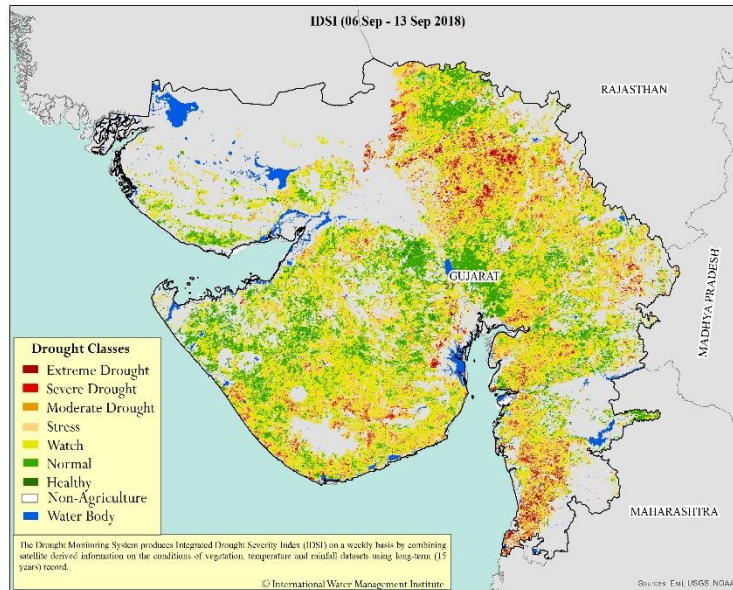 IDSI (06 Sep - 13 Sep 2018)
RAJASTHAN
GUJARAT
MADHYA PRADESH
MAHARASHTRA
Drought Classes
Extreme Drought
Severe Drought
Moderate Drought
Stress
Watch
Normal
Healthy
Non-Agriculture
Water Body
The Drought Monitoring System produces Integrated Drought Severity Index (IDSI) on a weekly basis by combining
satellite derived information on the conditions of vegetation, temperature and rainfall datasets using long-term (15
years) record.
© International Water Management Institute
Sources: Esri, USGS, NOAA